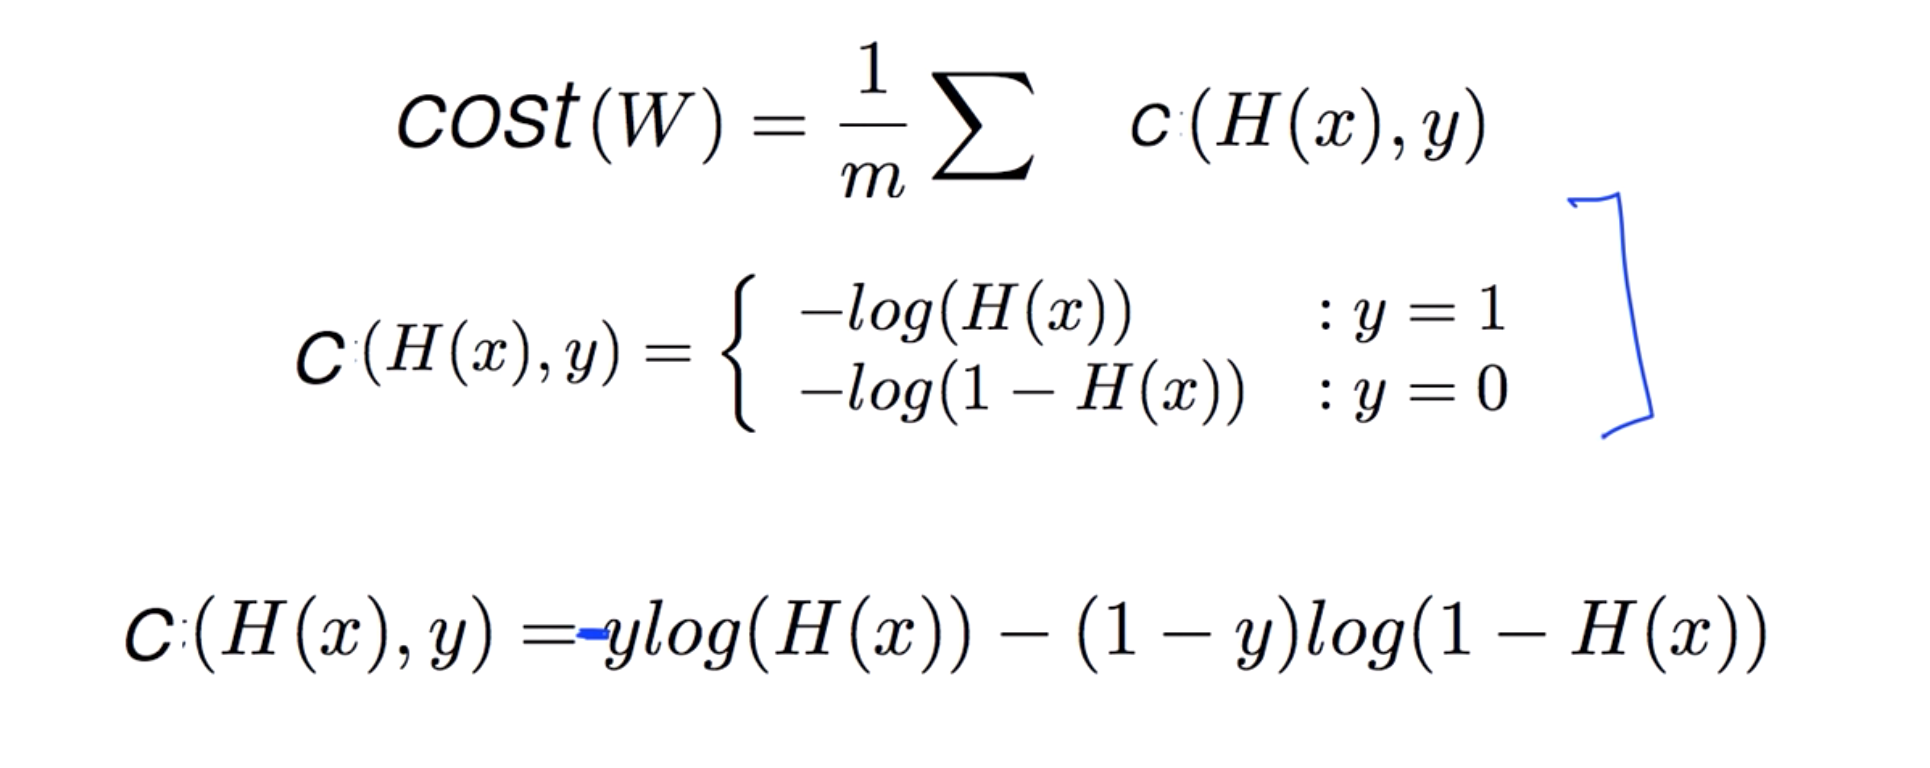 cost(W) = 1/m ∑ c:(H(x), y)
C:(H(x), y) = { −log(H(x)) : y = 1
−log(1 − H(x)) : y = 0
C:(H(x), y) = -ylog(H(x)) − (1 − y)log(1 − H(x))